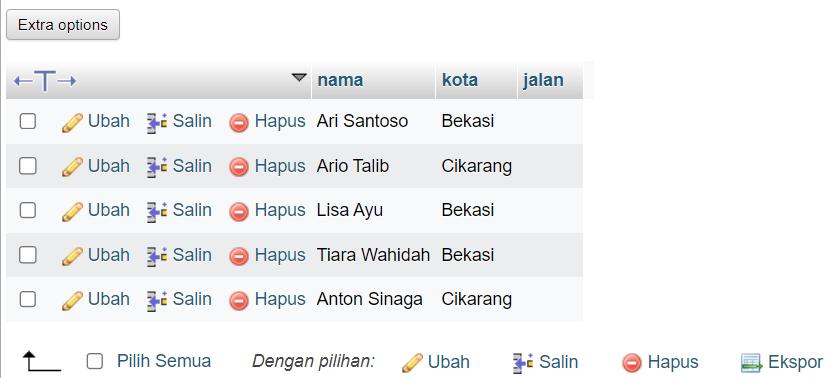 Extra options
nama kota jalan
Ubah Salin Hapus Ari Santoso Bekasi
Ubah Salin Hapus Ario Talib Cikarang
Ubah Salin Hapus Lisa Ayu Bekasi
Ubah Salin Hapus Tiara Wahidah Bekasi
Ubah Salin Hapus Anton Sinaga Cikarang
Pilih Semua Dengan pilihan: Ubah Salin Hapus Ekspor